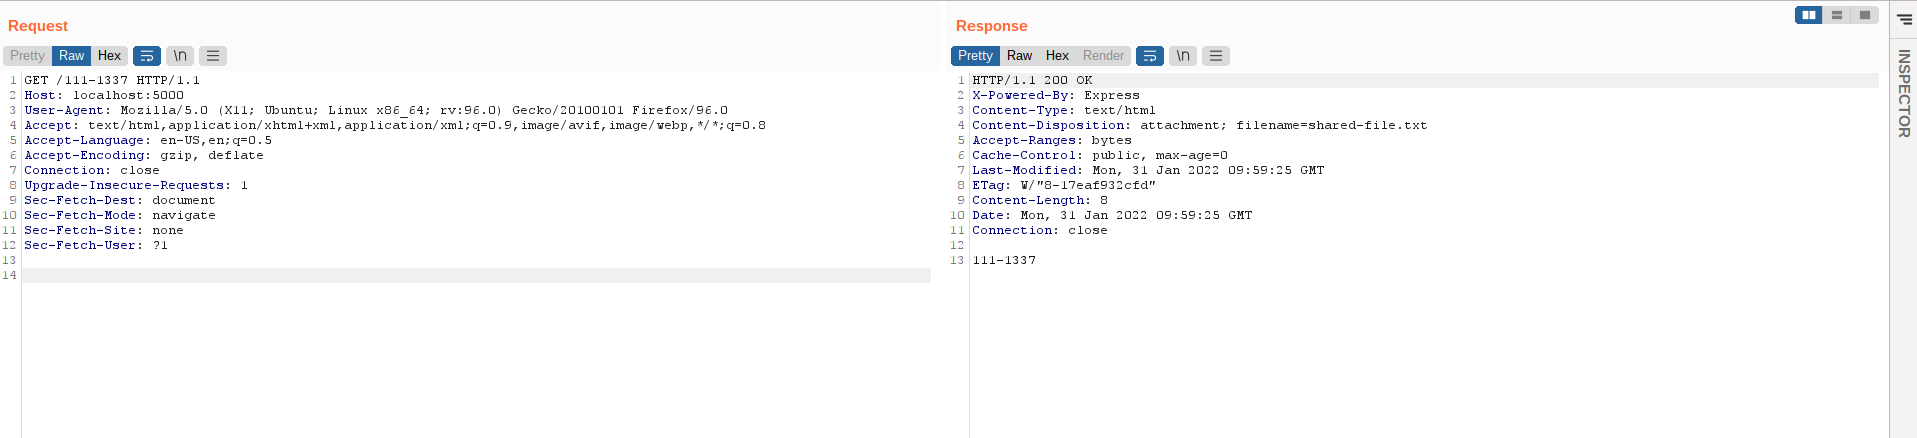 Request
Pretty Raw Hex \n
1 GET /111-1337 HTTP/1.1
2 Host: localhost:5000
3 User-Agent: Mozilla/5.0 (X11; Ubuntu; Linux x86_64; rv:96.0) Gecko/20100101 Firefox/96.0
4 Accept: text/html,application/xhtml+xml,application/xml;q=0.9,image/avif,image/webp,*/*;q=0.8
5 Accept-Language: en-US,en;q=0.5
6 Accept-Encoding: gzip, deflate
7 Connection: close
8 Upgrade-Insecure-Requests: 1
9 Sec-Fetch-Dest: document
10 Sec-Fetch-Mode: navigate
11 Sec-Fetch-Site: none
12 Sec-Fetch-User: ?1
13
14
Response
Pretty Raw Hex Render \n
1 HTTP/1.1 200 OK
2 X-Powered-By: Express
3 Content-Type: text/html
4 Content-Disposition: attachment; filename=shared-file.txt
5 Accept-Ranges: bytes
6 Cache-Control: public, max-age=0
7 Last-Modified: Mon, 31 Jan 2022 09:59:25 GMT
8 ETag: W/"8-17eaf932cfd"
9 Content-Length: 8
10 Date: Mon, 31 Jan 2022 09:59:25 GMT
11 Connection: close
12
13 111-1337
INSPECTOR